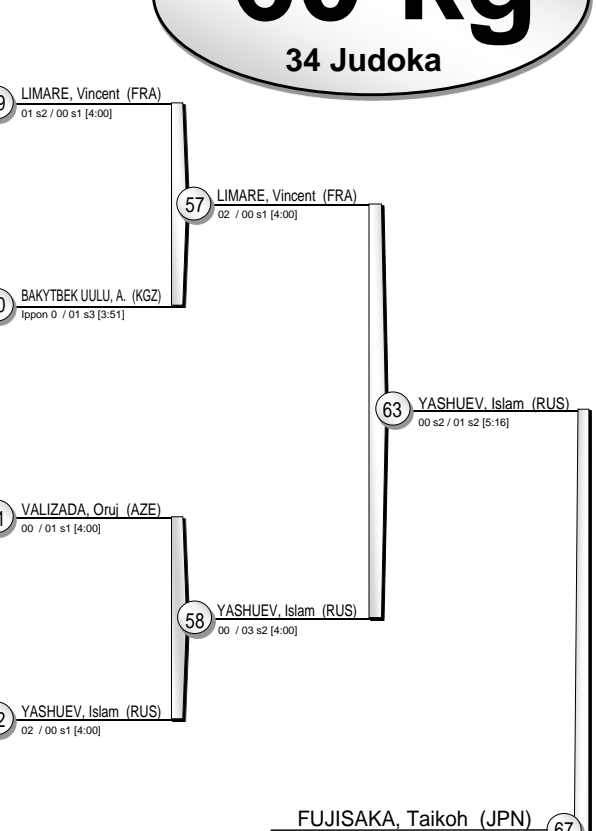 kg
34 Judoka
LIMARE, Vincent (FRA)
01 s2 / 00 s1 [4:00]
57
LIMARE, Vincent (FRA)
02 / 00 s1 [4:00]
BAKYTBEK UULU, A. (KGZ)
Ippon 0 / 01 s3 [3:51]
63
YASHUEV, Islam (RUS)
00 s2 / 01 s2 [5:16]
VALIZADA, Oruj (AZE)
00 / 01 s1 [4:00]
58
YASHUEV, Islam (RUS)
00 / 03 s2 [4:00]
YASHUEV, Islam (RUS)
02 / 00 s1 [4:00]
FUJISAKA, Taikoh (JPN)
67